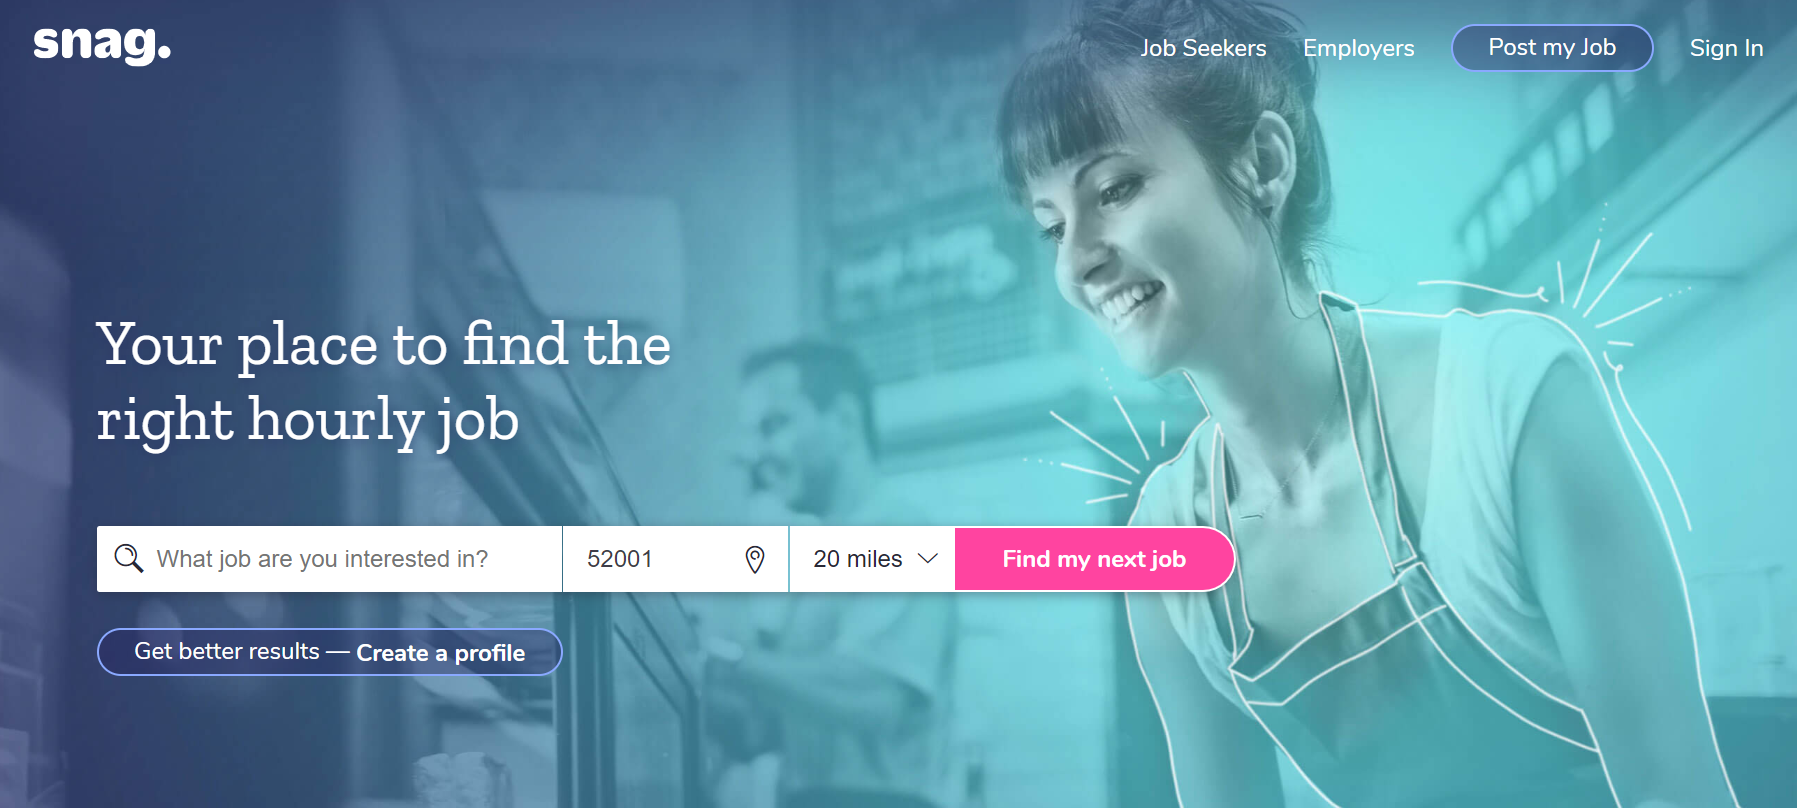 snag.
Job Seekers
Employers
Post my Job
Sign In
Your place to find the
right hourly job
What job are you interested in?
52001
20 miles
Find my next job
Get better results — Create a profile